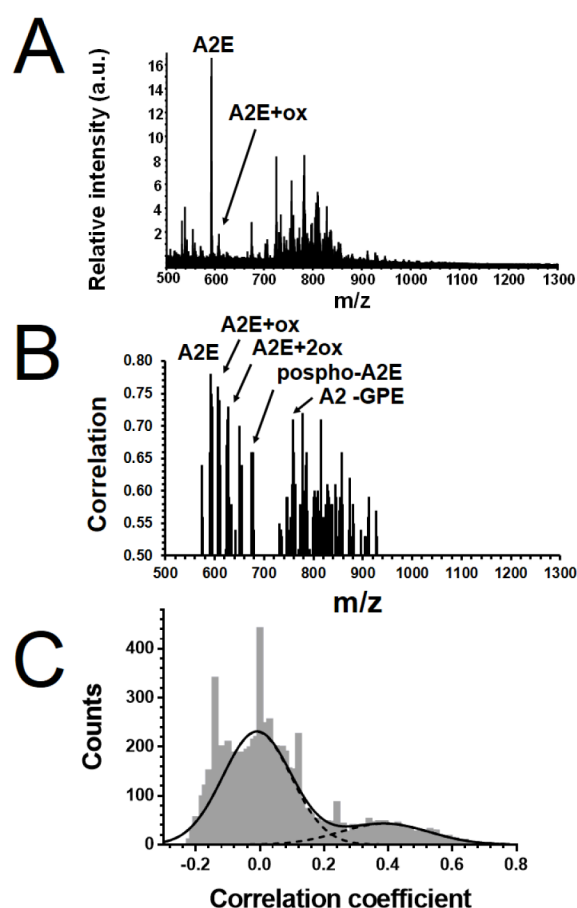 A
A2E
A2E+ox
Relative intensity (a.u.)
16
14
12
10
8
6
4
2
500 600 700 800 900 1000 1100 1200 1300
m/z
B
A2E+ox
A2E
A2E+2ox
pospho-A2E
A2 -GPE
Correlation
0.80
0.75
0.70
0.65
0.60
0.55
0.50
500 600 700 800 900 1000 1100 1200 1300
m/z
C
Counts
400
300
200
100
0
-0.2 0.0 0.2 0.4 0.6 0.8
Correlation coefficient